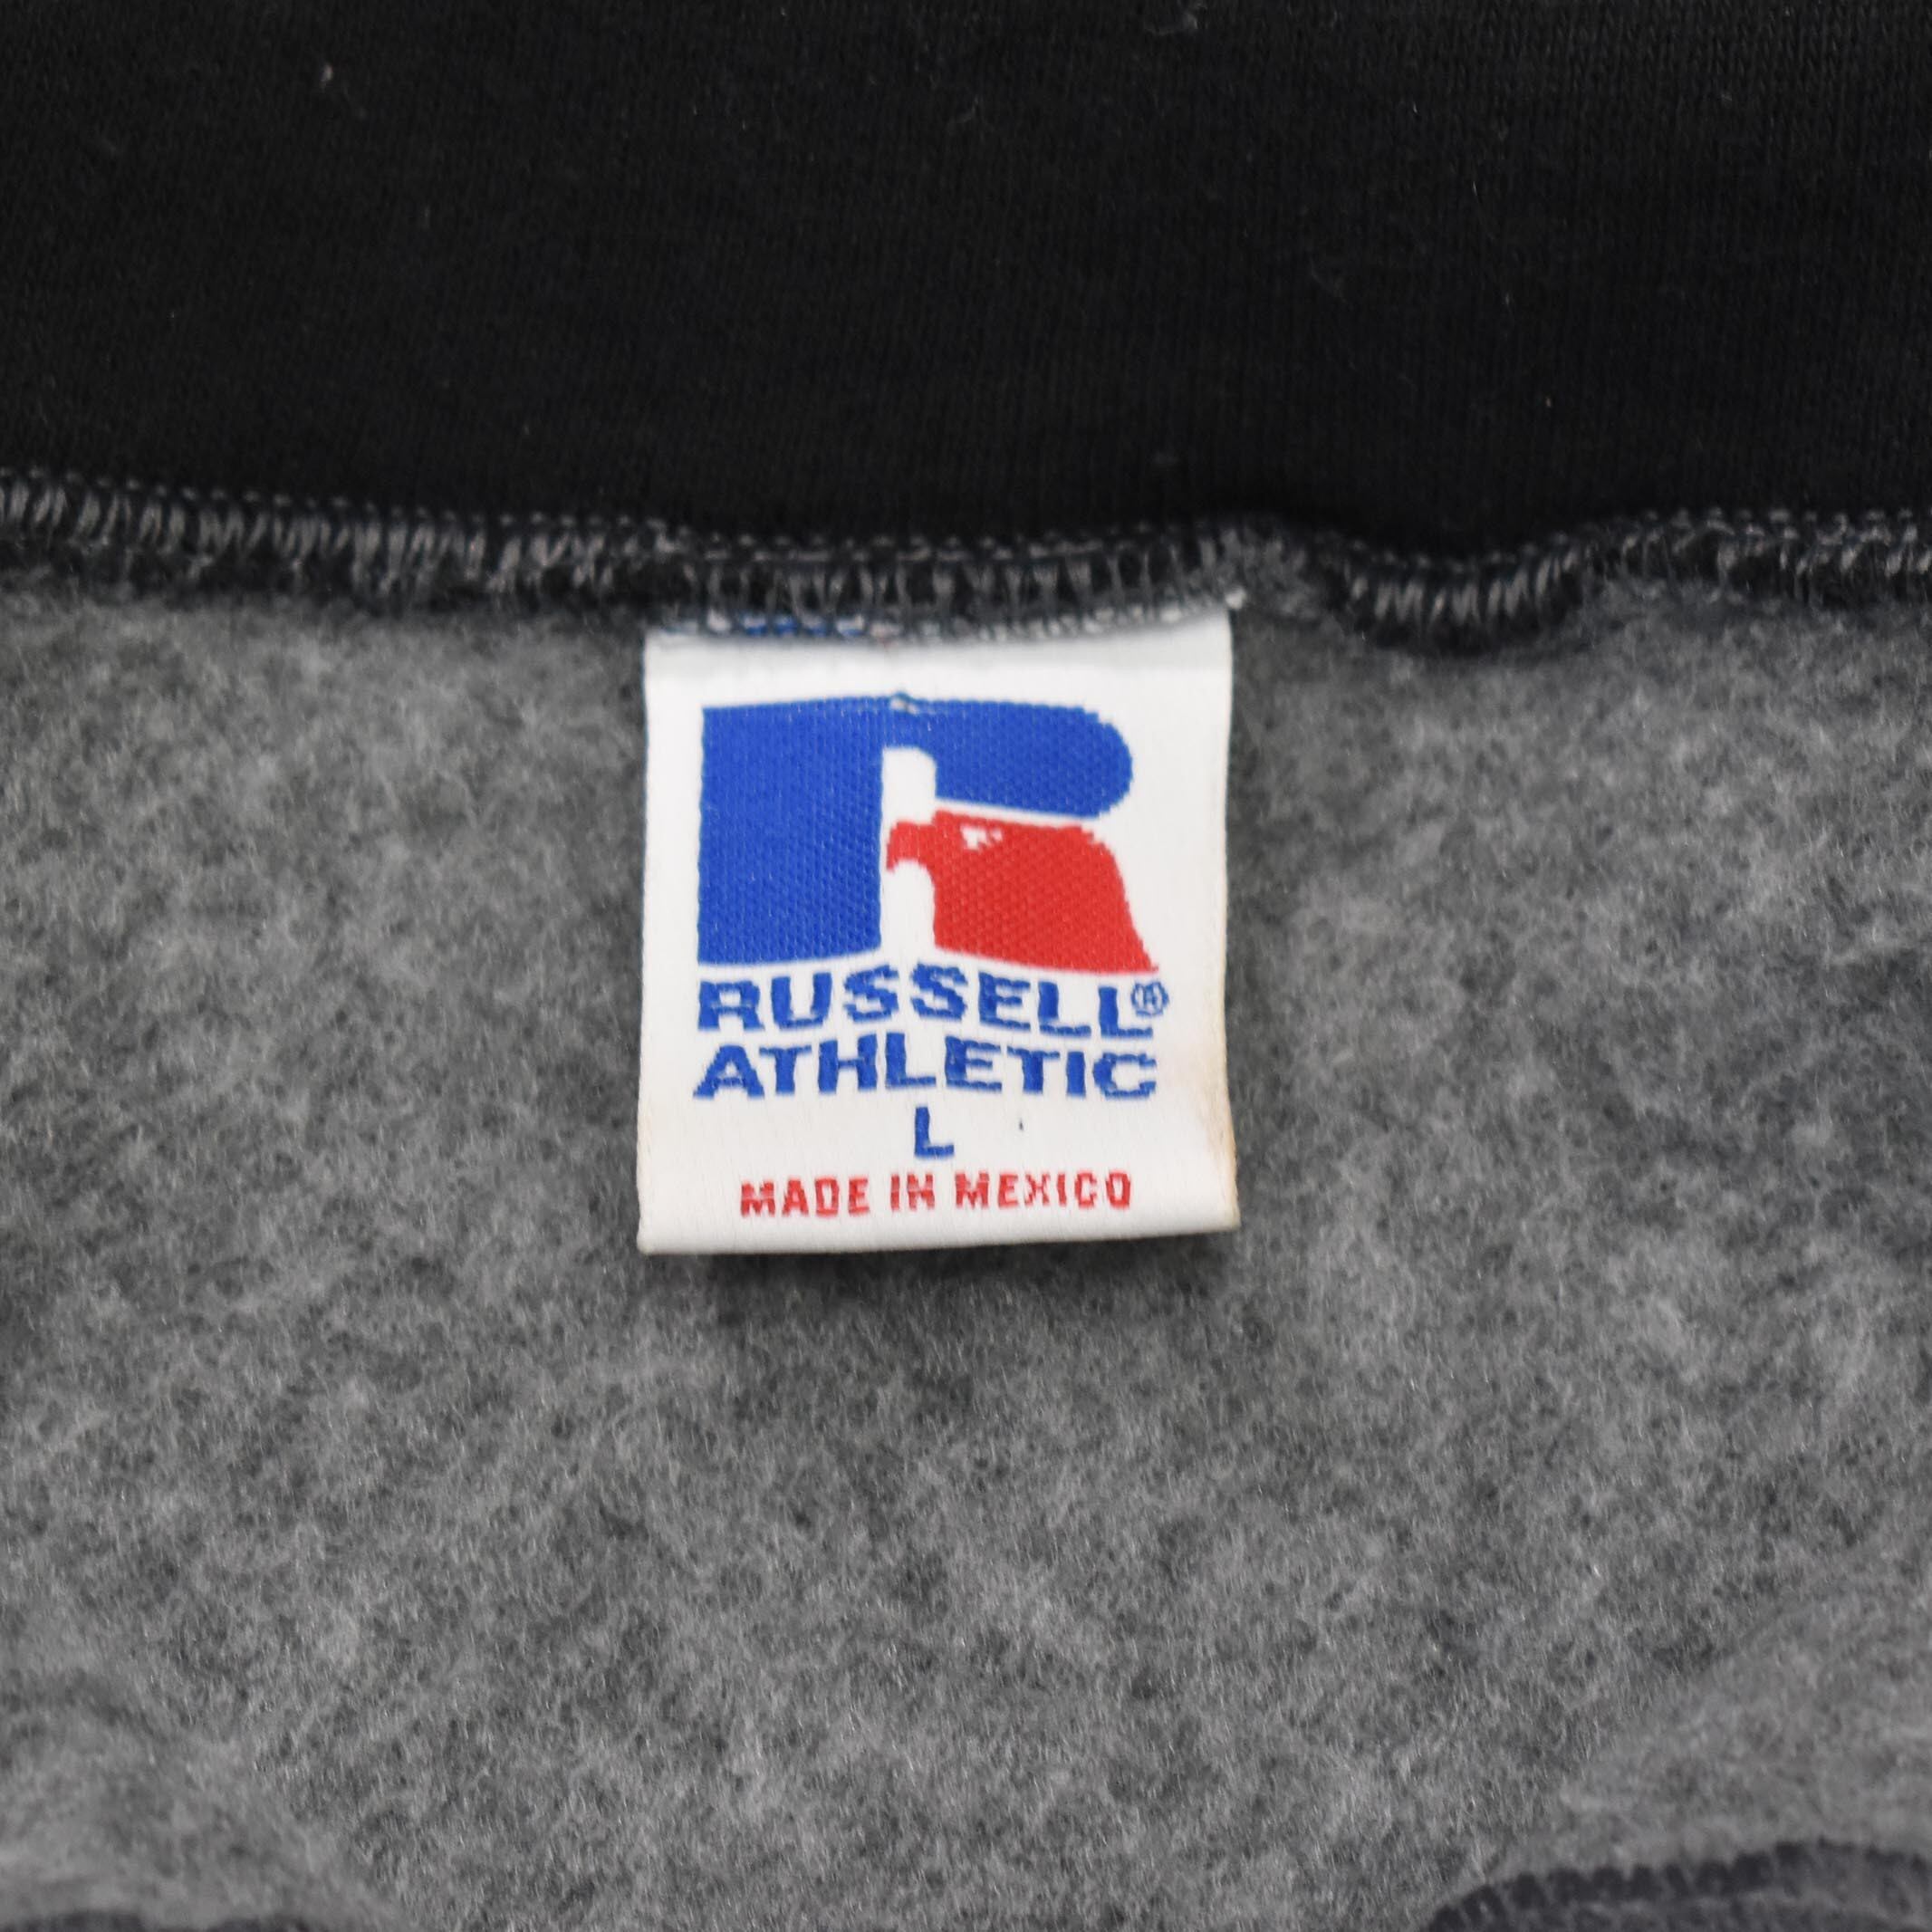 RUSSELL®
ATHLETIC
L
MADE IN MEXICO